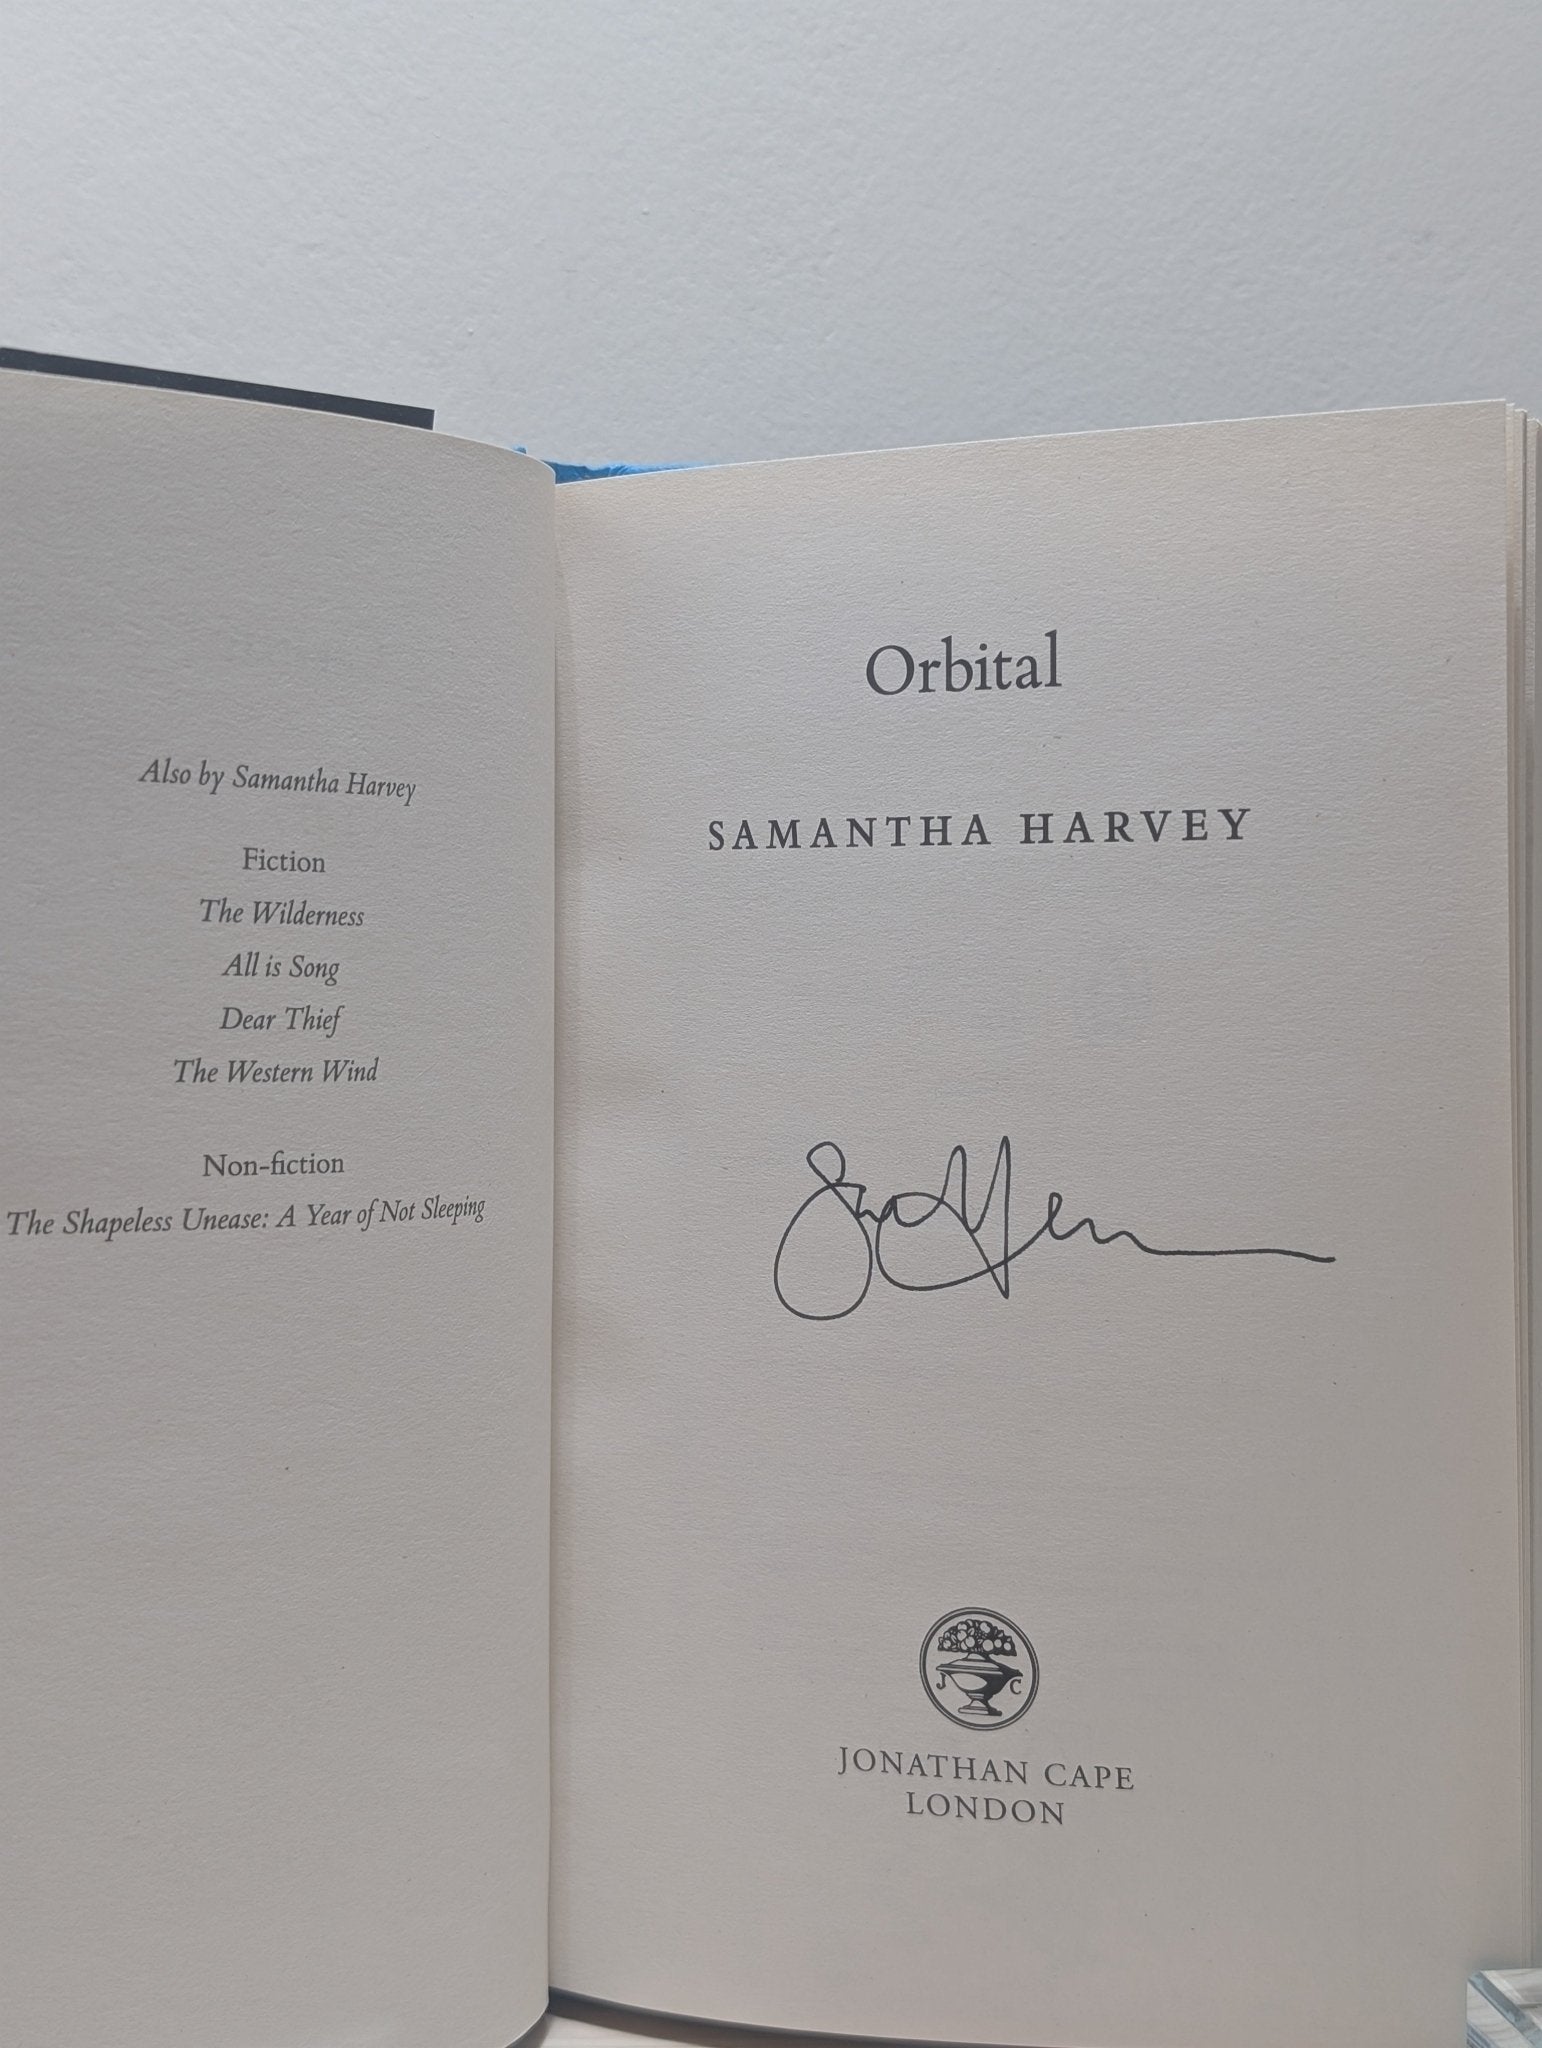 Also by Samantha Harvey
Fiction
The Wilderness
All is Song
Dear Thief
The Western Wind
Non-fiction
The Shapeless Unease: A Year of Not Sleeping
Orbital
SAMANTHA HARVEY
J C
JONATHAN CAPE
LONDON